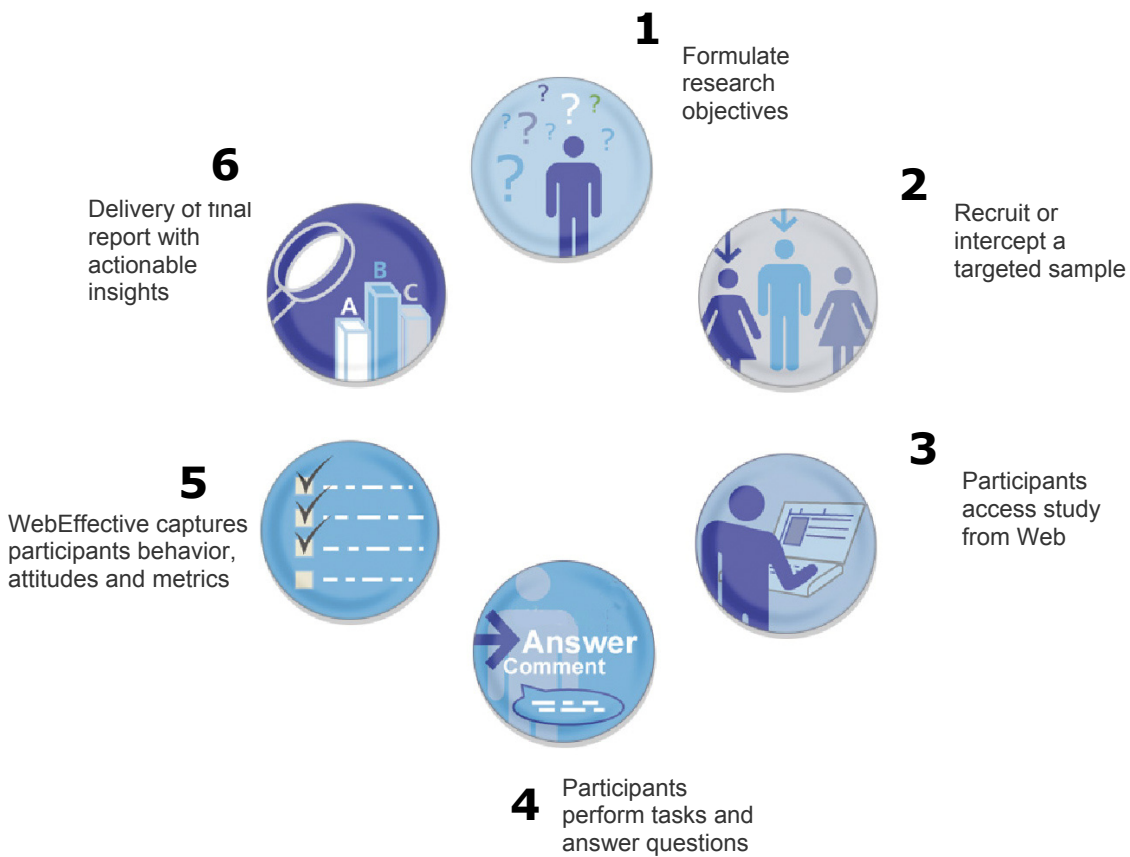 1
Formulate
research
objectives
? ? ?
? ? ? ?
?
2
Recruit or
intercept a
targeted sample
3
Participants
access study
from Web
Answer
Comment
4
Participants
perform tasks and
answer questions
5
WebEffective captures
participants behavior,
attitudes and metrics
6
Delivery of final
report with
actionable
insights
A B C